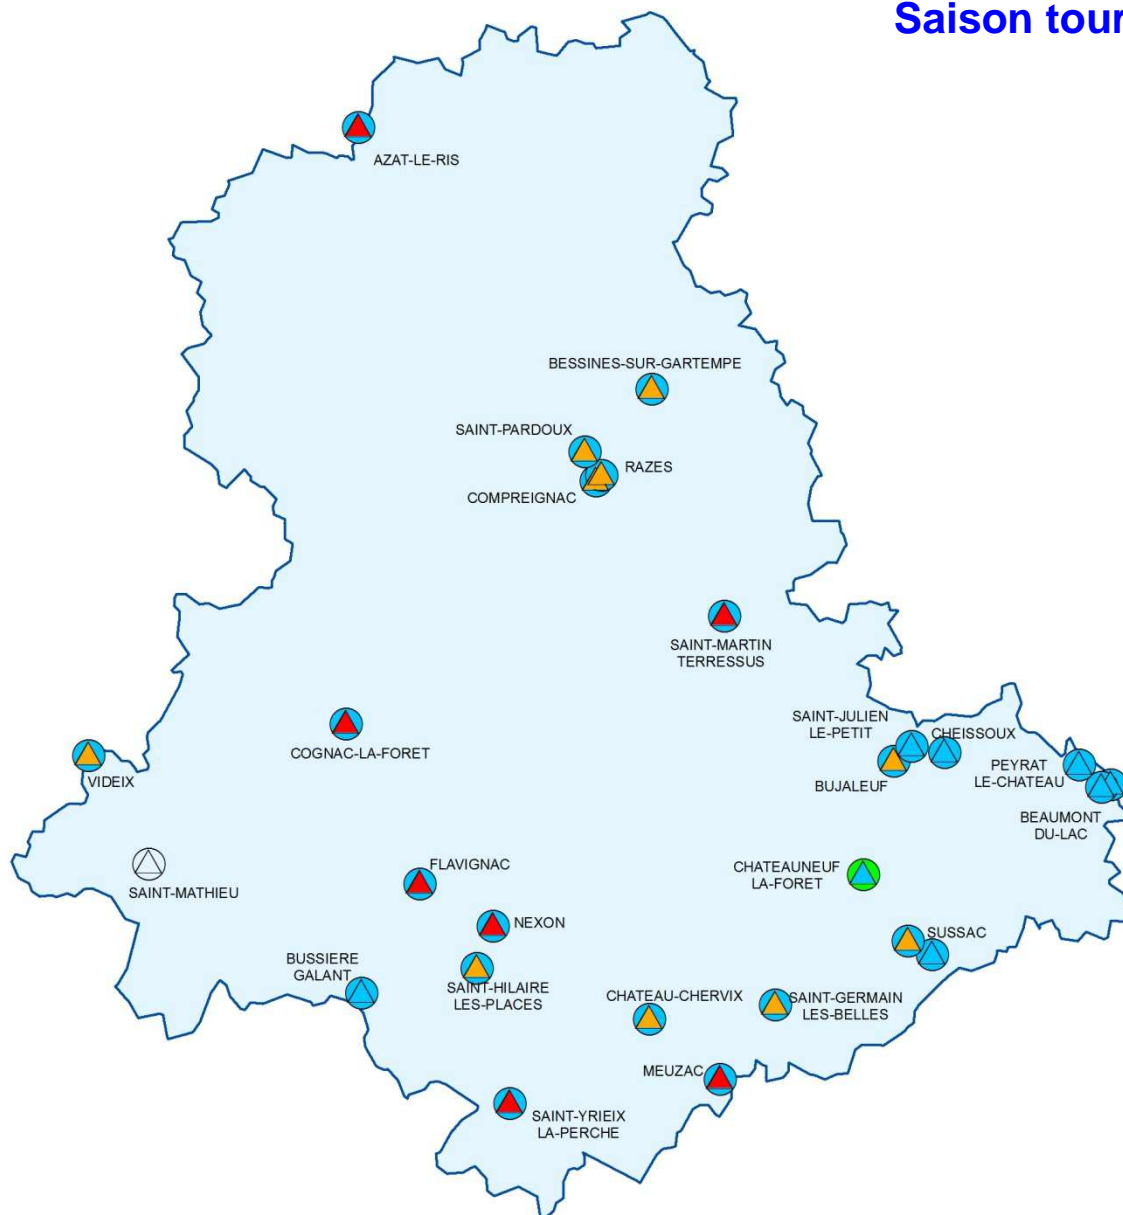 Saison tour
AZAT-LE-RIS
BESSINES-SUR-GARTEMPE
SAINT-PARDOUX
RAZES
COMPREIGNAC
SAINT-MARTIN
TERRESSUS
COGNAC-LA-FORET
VIDEIX
SAINT-JULIEN
LE-PETIT
CHEISSOUX
BUJALEUF
PEYRAT
LE-CHATEAU
BEAUMONT
DU-LAC
SAINT-MATHIEU
FLAVIGNAC
CHATEAUNEUF
LA-FORET
NEXON
SUSSAC
BUSSIERE
GALANT
SAINT-HILAIRE
LES-PLACES
CHATEAU-CHERVIX
SAINT-GERMAIN
LES-BELLES
MEUZAC
SAINT-YRIEIX
LA-PERCHE